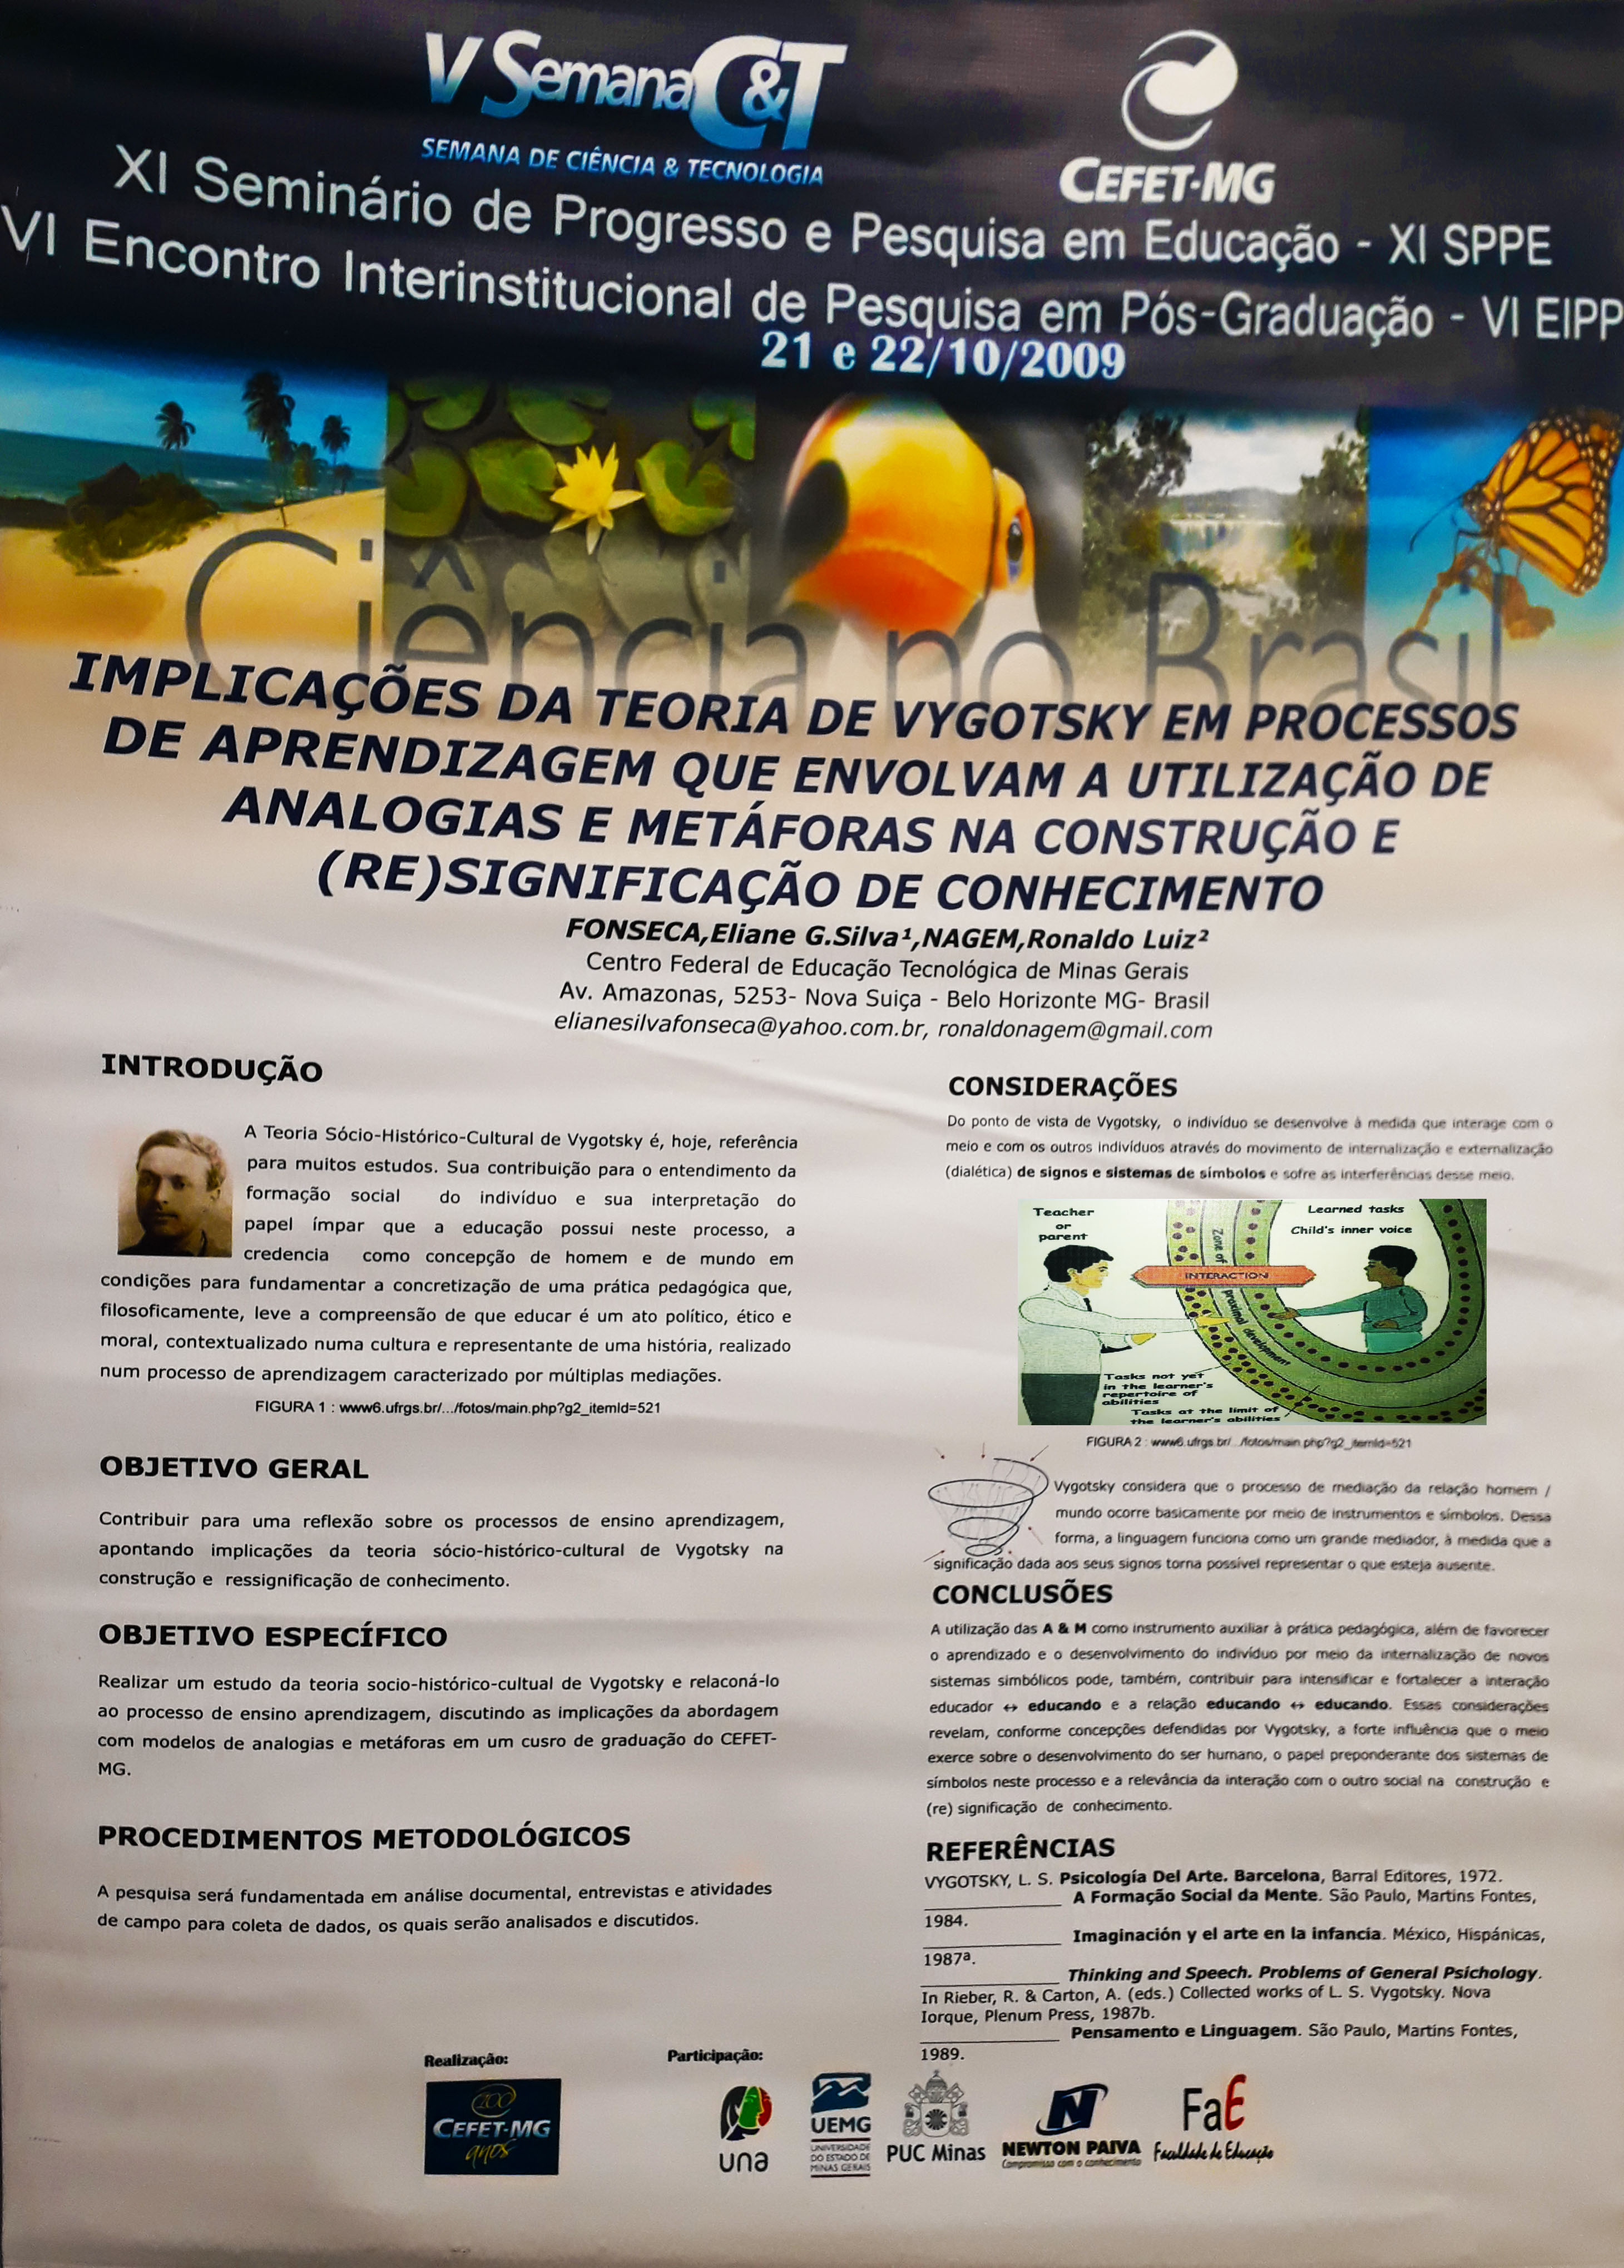 V Semana C&T
SEMANA DE CIÊNCIA & TECNOLOGIA
CEFET-MG
XI Seminário de Progresso e Pesquisa em Educação - XI SPPE
VI Encontro Interinstitucional de Pesquisa em Pós-Graduação - VI EIPP
21 e 22/10/2009
Ciência no Brasil
IMPLICAÇÕES DA TEORIA DE VYGOTSKY EM PROCESSOS
DE APRENDIZAGEM QUE ENVOLVAM A UTILIZAÇÃO DE
ANALOGIAS E METÁFORAS NA CONSTRUÇÃO E
(RE)SIGNIFICAÇÃO DE CONHECIMENTO
FONSECA,Eliane G.Silva¹,NAGEM,Ronaldo Luiz²
Centro Federal de Educação Tecnológica de Minas Gerais
Av. Amazonas, 5253- Nova Suiça - Belo Horizonte MG- Brasil
elianesilvafonseca@yahoo.com.br, ronaldonagem@gmail.com
INTRODUÇÃO
A Teoria Sócio-Histórico-Cultural de Vygotsky é, hoje, referência
para muitos estudos. Sua contribuição para o entendimento da
formação social do indivíduo e sua interpretação do
papel ímpar que a educação possui neste processo, a
credencia como concepção de homem e de mundo em
condições para fundamentar a concretização de uma prática pedagógica que,
filosoficamente, leve a compreensão de que educar é um ato político, ético e
moral, contextualizado numa cultura e representante de uma história, realizado
num processo de aprendizagem caracterizado por múltiplas mediações.
FIGURA 1 : www6.ufrgs.br/.../fotos/main.php?g2_itemId=521
OBJETIVO GERAL
Contribuir para uma reflexão sobre os processos de ensino aprendizagem,
apontando implicações da teoria sócio-histórico-cultural de Vygotsky na
construção e ressignificação de conhecimento.
OBJETIVO ESPECÍFICO
Realizar um estudo da teoria socio-histórico-cultual de Vygotsky e relaconá-lo
ao processo de ensino aprendizagem, discutindo as implicações da abordagem
com modelos de analogias e metáforas em um cusro de graduação do CEFET-
MG.
PROCEDIMENTOS METODOLÓGICOS
A pesquisa será fundamentada em análise documental, entrevistas e atividades
de campo para coleta de dados, os quais serão analisados e discutidos.
CONSIDERAÇÕES
Do ponto de vista de Vygotsky, o indivíduo se desenvolve à medida que interage com o
meio e com os outros indivíduos através do movimento de internalização e externalização
(dialética) de signos e sistemas de símbolos e sofre as interferências desse meio.
Teacher
or
parent
Learned tasks
Child's inner voice
INTERACTION
Zone of
proximal development
Tasks not yet
in the learner's
repertoire of
abilities
Tasks at the limit of
the learner's abilities
FIGURA 2 : www6.ufrgs.br/.../fotos/main.php?g2_itemId=521
Vygotsky considera que o processo de mediação da relação homem /
mundo ocorre basicamente por meio de instrumentos e símbolos. Dessa
forma, a linguagem funciona como um grande mediador, à medida que a
significação dada aos seus signos torna possível representar o que esteja ausente.
CONCLUSÕES
A utilização das A & M como instrumento auxiliar à prática pedagógica, além de favorecer
o aprendizado e o desenvolvimento do indivíduo por meio da internalização de novos
sistemas simbólicos pode, também, contribuir para intensificar e fortalecer a interação
educador ↔ educando e a relação educando ↔ educando. Essas considerações
revelam, conforme concepções defendidas por Vygotsky, a forte influência que o meio
exerce sobre o desenvolvimento do ser humano, o papel preponderante dos sistemas de
símbolos neste processo e a relevância da interação com o outro social na construção e
(re) significação de conhecimento.
REFERÊNCIAS
VYGOTSKY, L. S. Psicología Del Arte. Barcelona, Barral Editores, 1972.
______________ A Formação Social da Mente. São Paulo, Martins Fontes,
1984.
______________ Imaginación y el arte en la infancia. México, Hispánicas,
1987ª.
______________ Thinking and Speech. Problems of General Psichology.
In Rieber, R. & Carton, A. (eds.) Collected works of L. S. Vygotsky. Nova
Iorque, Plenum Press, 1987b.
______________ Pensamento e Linguagem. São Paulo, Martins Fontes,
1989.
Realização:
Participação:
100
CEFET-MG
anos
una
UEMG
UNIVERSIDADE
DO ESTADO DE
MINAS GERAIS
PUC Minas
NEWTON PAIVA
Compromisso com o conhecimento
FaE
Faculdade de Educação